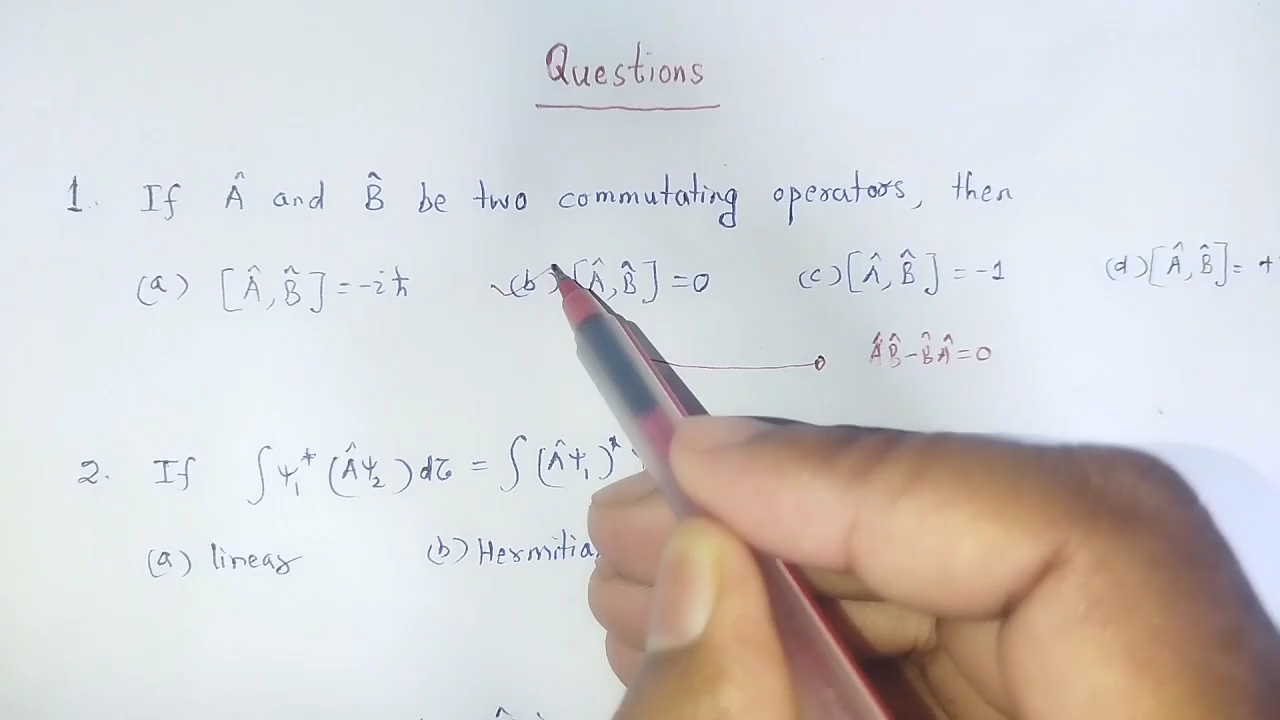 Questions
1. If Â and B̂ be two commutating operators, then
(a) [Â, B̂] = -iħ (b) [Â, B̂] = 0 (c) [Â, B̂] = -1 (d) [Â, B̂] = +
ÂB̂ - B̂Â = 0
2. If ∫ψ₁* (Âψ₂) dτ = ∫(Âψ₁)*
(a) linear (b) Hermitia